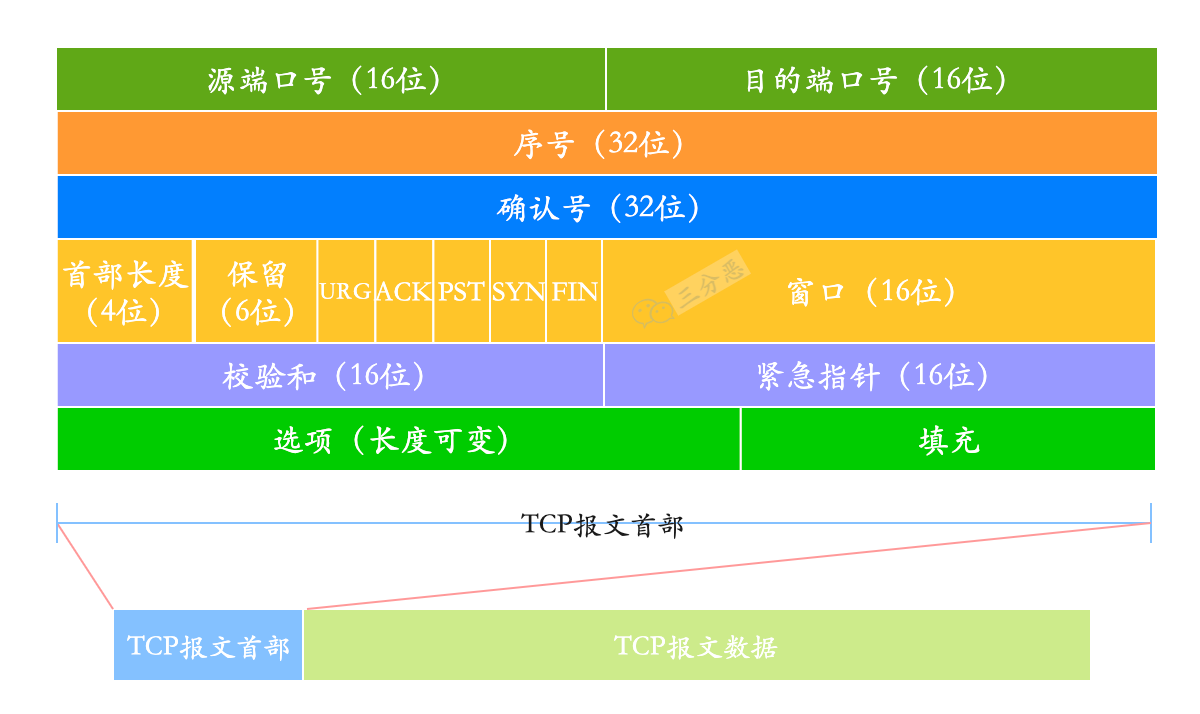 源端口号（16位）
目的端口号（16位）
序号（32位）
确认号（32位）
首部长度
（4位）
保留
（6位）
URG
ACK
PST
SYN
FIN
三分恶
窗口（16位）
校验和（16位）
紧急指针（16位）
选项（长度可变）
填充
TCP报文首部
TCP报文首部
TCP报文数据